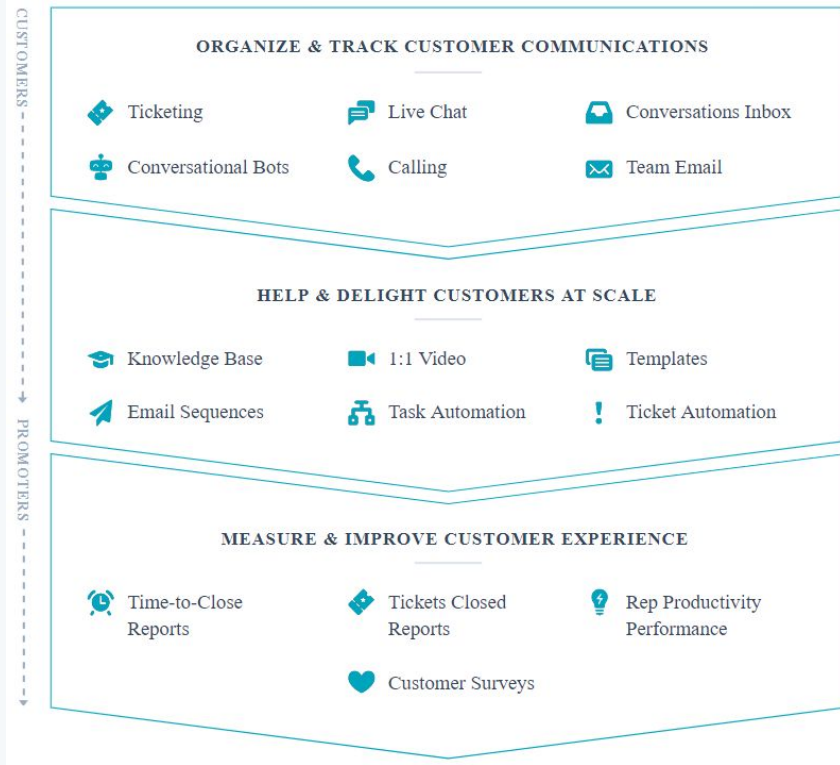 CUSTOMERS
ORGANIZE & TRACK CUSTOMER COMMUNICATIONS
Ticketing
Live Chat
Conversations Inbox
Conversational Bots
Calling
Team Email
HELP & DELIGHT CUSTOMERS AT SCALE
Knowledge Base
1:1 Video
Templates
Email Sequences
Task Automation
Ticket Automation
PROMOTERS
MEASURE & IMPROVE CUSTOMER EXPERIENCE
Time-to-Close
Reports
Tickets Closed
Reports
Rep Productivity
Performance
Customer Surveys